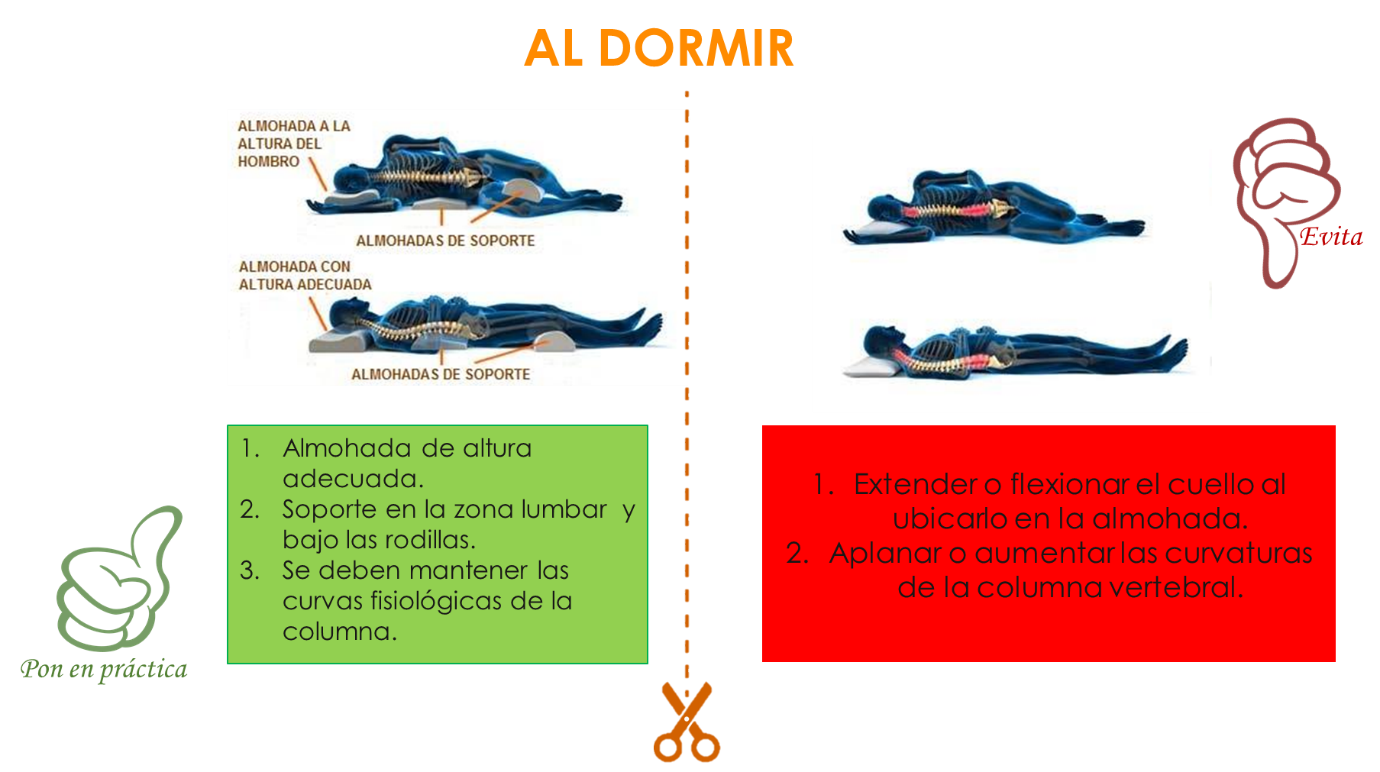 AL DORMIR
ALMOHADA A LA
ALTURA DEL
HOMBRO
ALMOHADAS DE SOPORTE
ALMOHADA CON
ALTURA ADECUADA
ALMOHADAS DE SOPORTE
1. Almohada de altura
adecuada.
2. Soporte en la zona lumbar y
bajo las rodillas.
3. Se deben mantener las
curvas fisiológicas de la
columna.
Pon en práctica
Evita
1. Extender o flexionar el cuello al
ubicarlo en la almohada.
2. Aplanar o aumentar las curvaturas
de la columna vertebral.